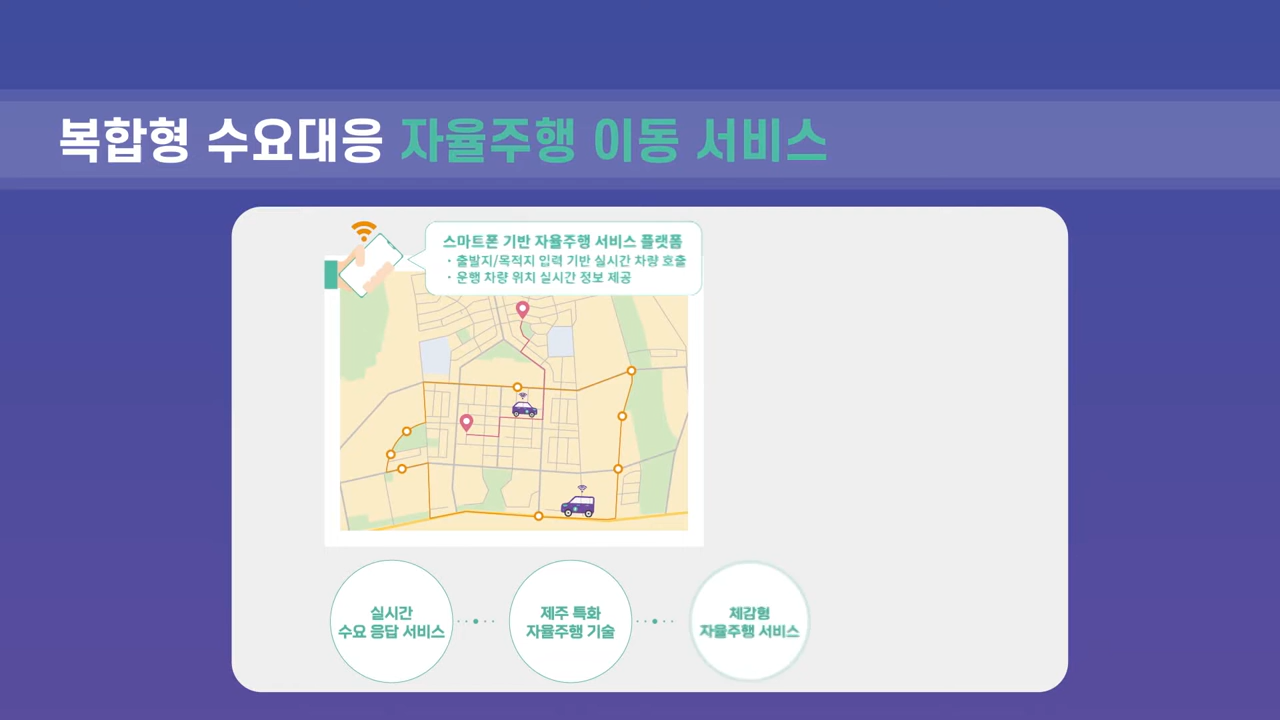 복합형 수요대응 자율주행 이동 서비스
스마트폰 기반 자율주행 서비스 플랫폼
· 출발지/목적지 입력 기반 실시간 차량 호출
· 운행 차량 위치 실시간 정보 제공
실시간
수요 응답 서비스
제주 특화
자율주행 기술
체감형
자율주행 서비스